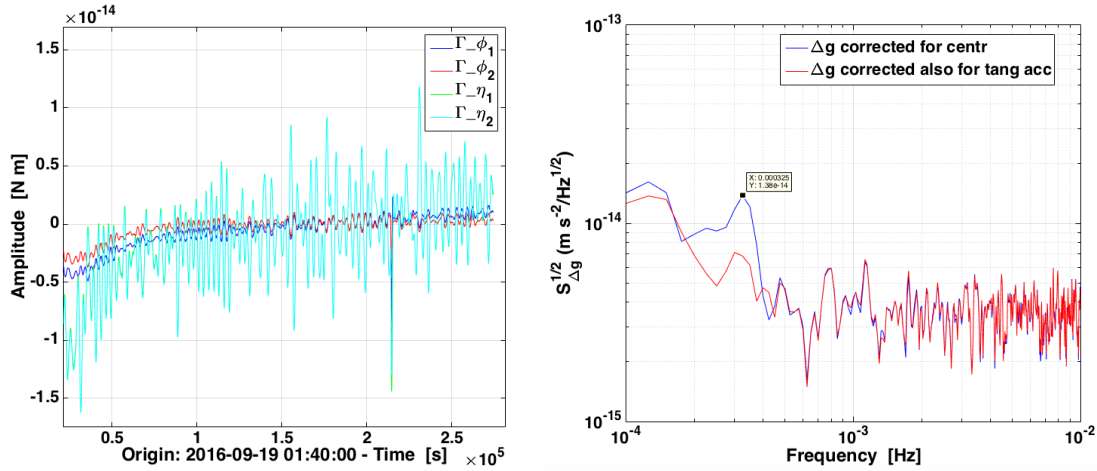 ×10⁻¹⁴
1.5
1
0.5
0
-0.5
-1
-1.5
Amplitude [N m]
Γ_ϕ₁
Γ_ϕ₂
Γ_η₁
Γ_η₂
0.5 1 1.5 2 2.5
Origin: 2016-09-19 01:40:00 - Time [s] ×10⁵
10⁻¹³
10⁻¹⁴
10⁻¹⁵
S^{1/2}_{Δg} (m s⁻²/Hz^{1/2})
Δg corrected for centr
Δg corrected also for tang acc
X: 0.000325
Y: 1.38e-14
10⁻⁴ 10⁻³ 10⁻²
Frequency [Hz]